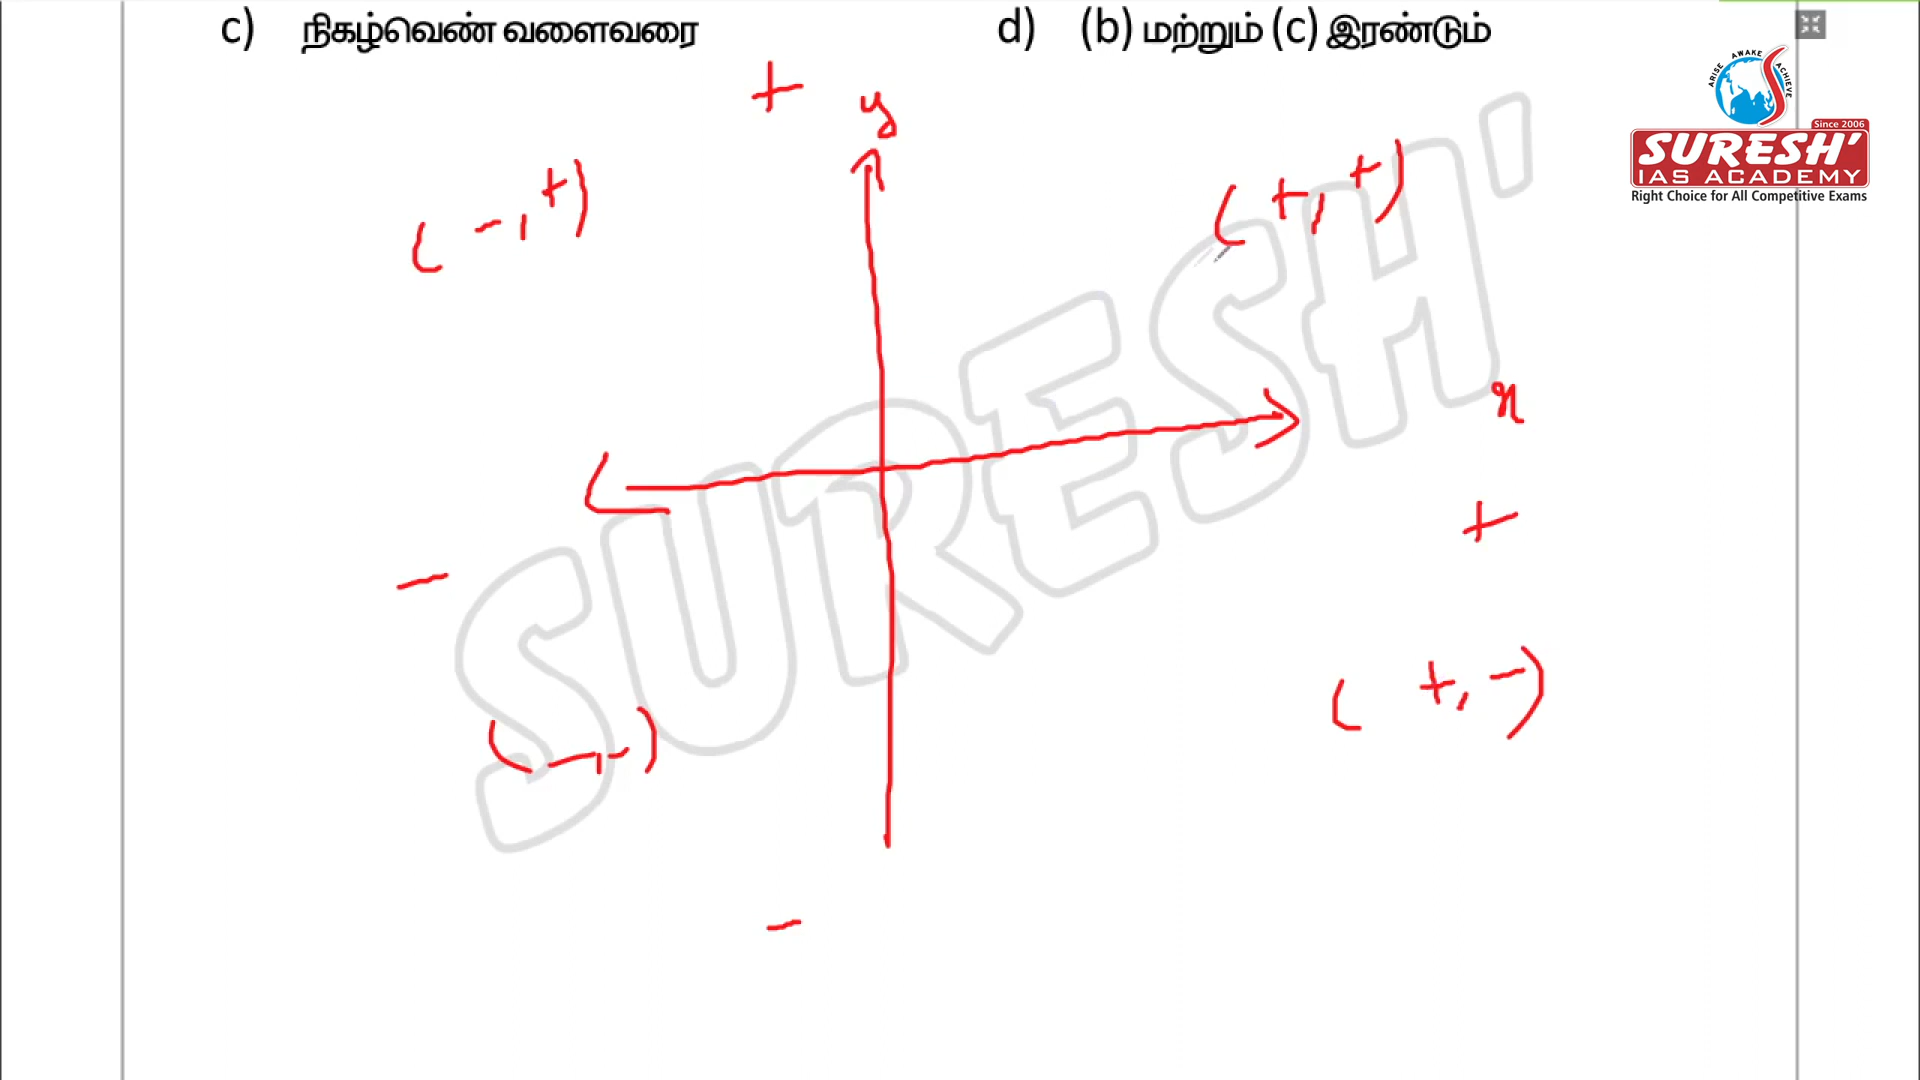 c) நிகழ்வெண் வளைவரை d) (b) மற்றும் (c) இரண்டும்
ARISE AWAKE ACHIEVE
Since 2006
SURESH'
IAS ACADEMY
Right Choice for All Competitive Exams
+ y
(-,+) (+,+)
x
- +
(+,-)
(-,-)
-
SURESH'